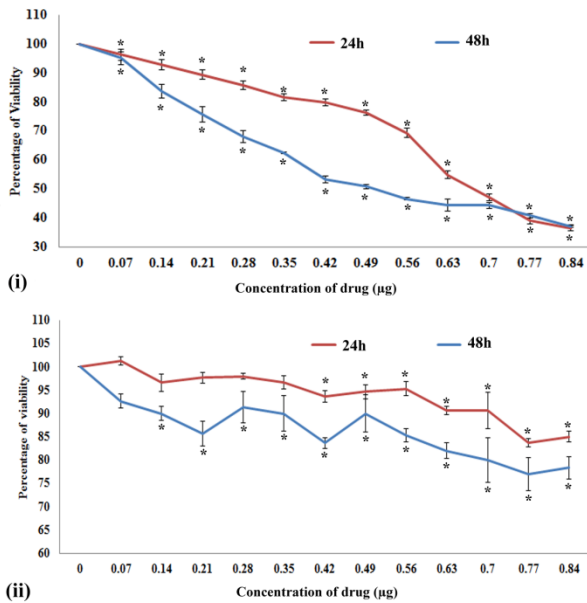 110
100
90
80
70
60
50
40
30
Percentage of Viability
24h 48h
* * * * * * * * * * * *
* * * * * * * * * * * *
0 0.07 0.14 0.21 0.28 0.35 0.42 0.49 0.56 0.63 0.7 0.77 0.84
Concentration of drug (µg)
(i)
110
105
100
95
90
85
80
75
70
65
60
Percentage of viability
24h 48h
* * * * * * *
* * * * * * * * * * *
0 0.07 0.14 0.21 0.28 0.35 0.42 0.49 0.56 0.63 0.7 0.77 0.84
Concentration of drug (µg)
(ii)